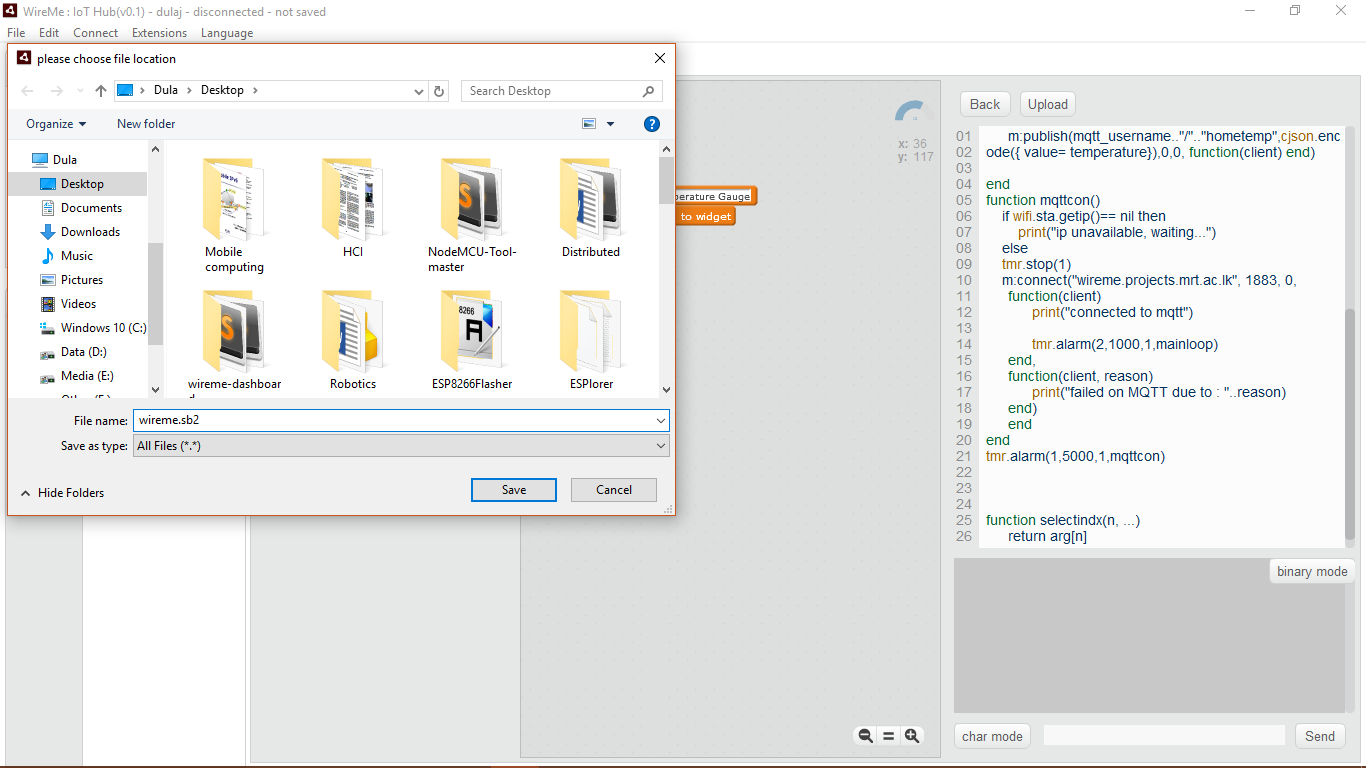 WireMe : IoT Hub(v0.1) - dulaj - disconnected - not saved
File Edit Connect Extensions Language
please choose file location
Dula Desktop
Search Desktop
Organize New folder
Dula
Desktop
Documents
Downloads
Music
Pictures
Videos
Windows 10 (C:)
Data (D:)
Media (E:)
Mobile
computing
HCI
NodeMCU-Tool-
master
Distributed
wireme-dashboar
Robotics
ESP8266Flasher
ESPlorer
File name: wireme.sb2
Save as type: All Files (*.*)
Hide Folders
Save Cancel
x: 36
y: 117
perature Gauge
to widget
Back Upload
01 m:publish(mqtt_username.."/".."hometemp",cjson.enc
02 ode({ value= temperature}),0,0, function(client) end)
03
04 end
05 function mqttcon()
06 if wifi.sta.getip()== nil then
07 print("ip unavailable, waiting...")
08 else
09 tmr.stop(1)
10 m:connect("wireme.projects.mrt.ac.lk", 1883, 0,
11 function(client)
12 print("connected to mqtt")
13
14 tmr.alarm(2,1000,1,mainloop)
15 end,
16 function(client, reason)
17 print("failed on MQTT due to : "..reason)
18 end)
19 end
20 end
21 tmr.alarm(1,5000,1,mqttcon)
22
23
24
25 function selectindx(n, ...)
26 return arg[n]
binary mode
char mode
Send